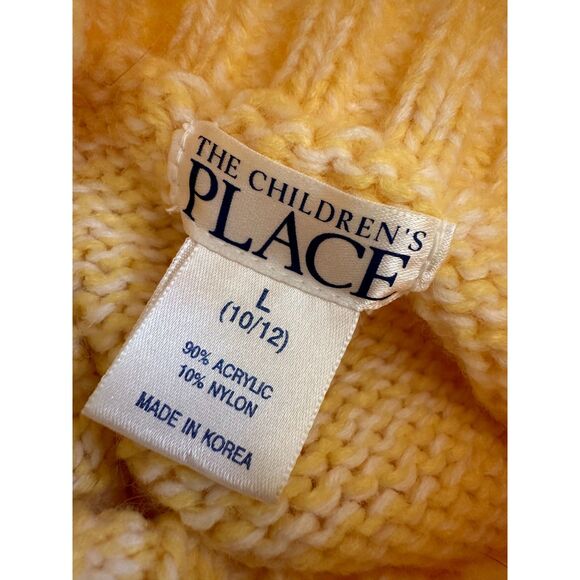 THE CHILDREN'S
PLACE
L
(10/12)
90% ACRYLIC
10% NYLON
MADE IN KOREA